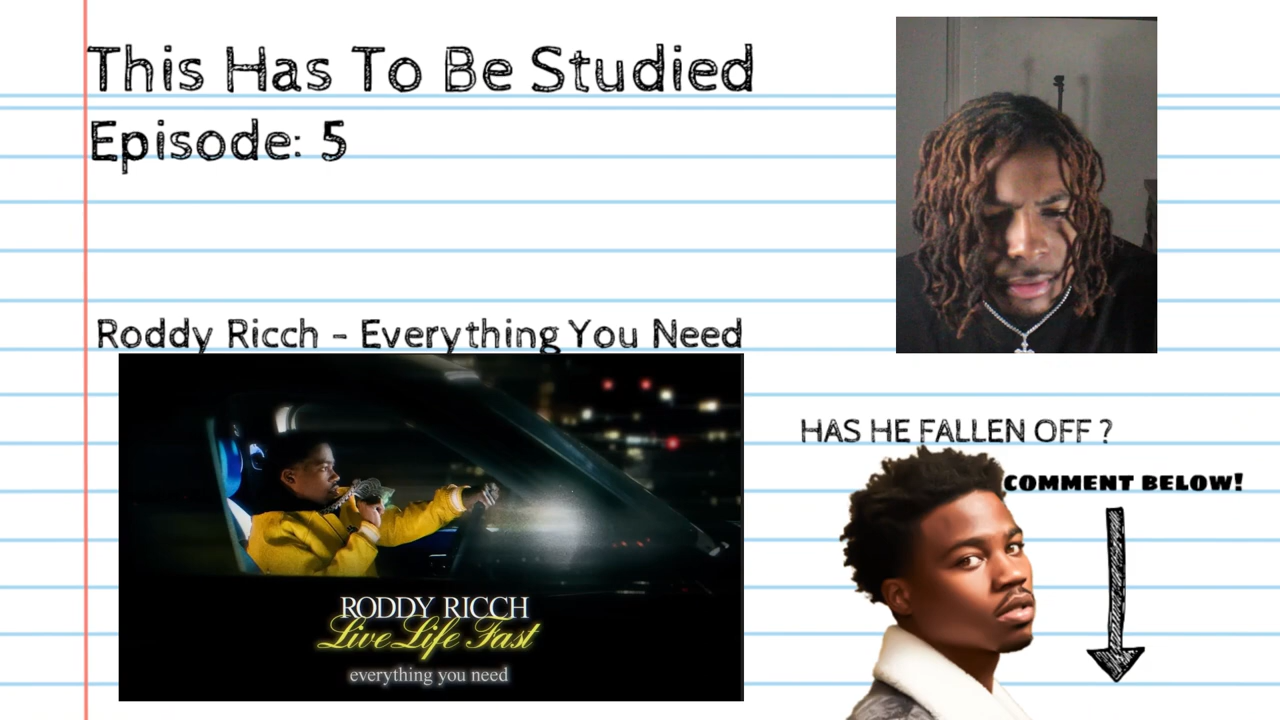 This Has To Be Studied
Episode: 5
Roddy Ricch - Everything You Need
HAS HE FALLEN OFF ?
COMMENT BELOW!
RODDY RICCH
Live Life Fast
everything you need